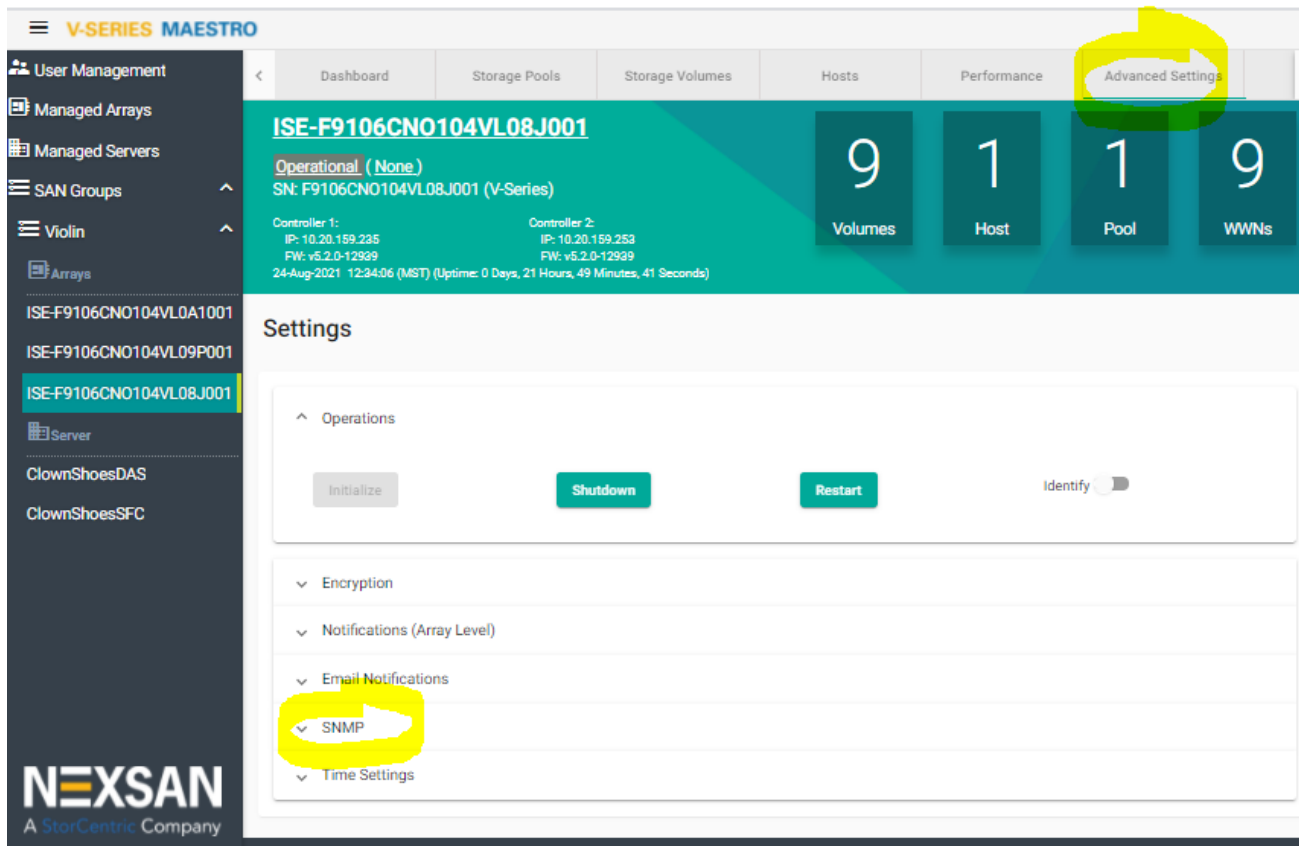 V-SERIES MAESTRO
User Management
Managed Arrays
Managed Servers
SAN Groups
Violin
Arrays
ISE-F9106CNO104VL0A1001
ISE-F9106CNO104VL09P001
ISE-F9106CNO104VL08J001
Server
ClownShoesDAS
ClownShoesSFC
NEXSAN
A StorCentric Company
Dashboard
Storage Pools
Storage Volumes
Hosts
Performance
Advanced Settings
ISE-F9106CNO104VL08J001
Operational ( None )
SN: F9106CNO104VL08J001 (V-Series)
Controller 1: Controller 2:
IP: 10.20.159.235 IP: 10.20.159.253
FW: v5.2.0-12939 FW: v5.2.0-12939
24-Aug-2021 12:34:06 (MST) (Uptime: 0 Days, 21 Hours, 49 Minutes, 41 Seconds)
9 1 1 9
Volumes Host Pool WWNs
Settings
Operations
Initialize Shutdown Restart Identify
Encryption
Notifications (Array Level)
Email Notifications
SNMP
Time Settings